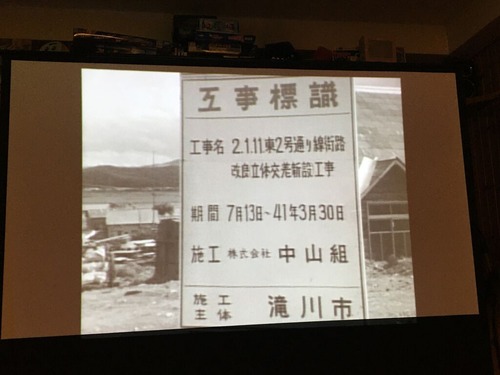 工事標識
工事名 2.1.11.東2号通り線街路
改良立体交差新設工事
期間 7月13日~41年3月30日
施工 株式会社 中山組
施工
主体 滝川市